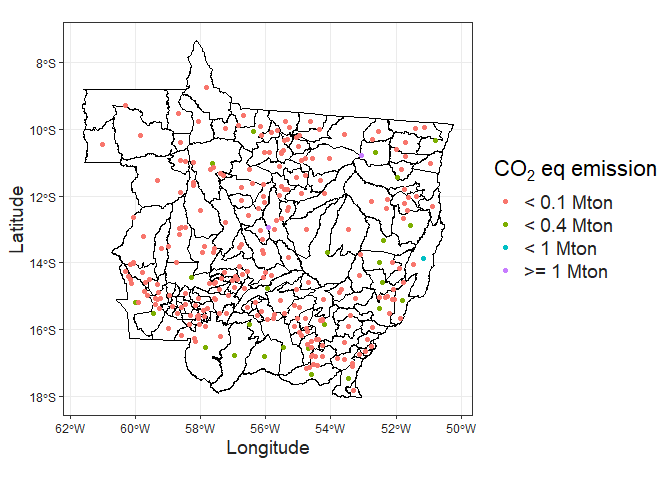 8°S
10°S
12°S
14°S
16°S
18°S
Latitude
62°W 60°W 58°W 56°W 54°W 52°W 50°W
Longitude
CO₂ eq emission
< 0.1 Mton
< 0.4 Mton
< 1 Mton
>= 1 Mton